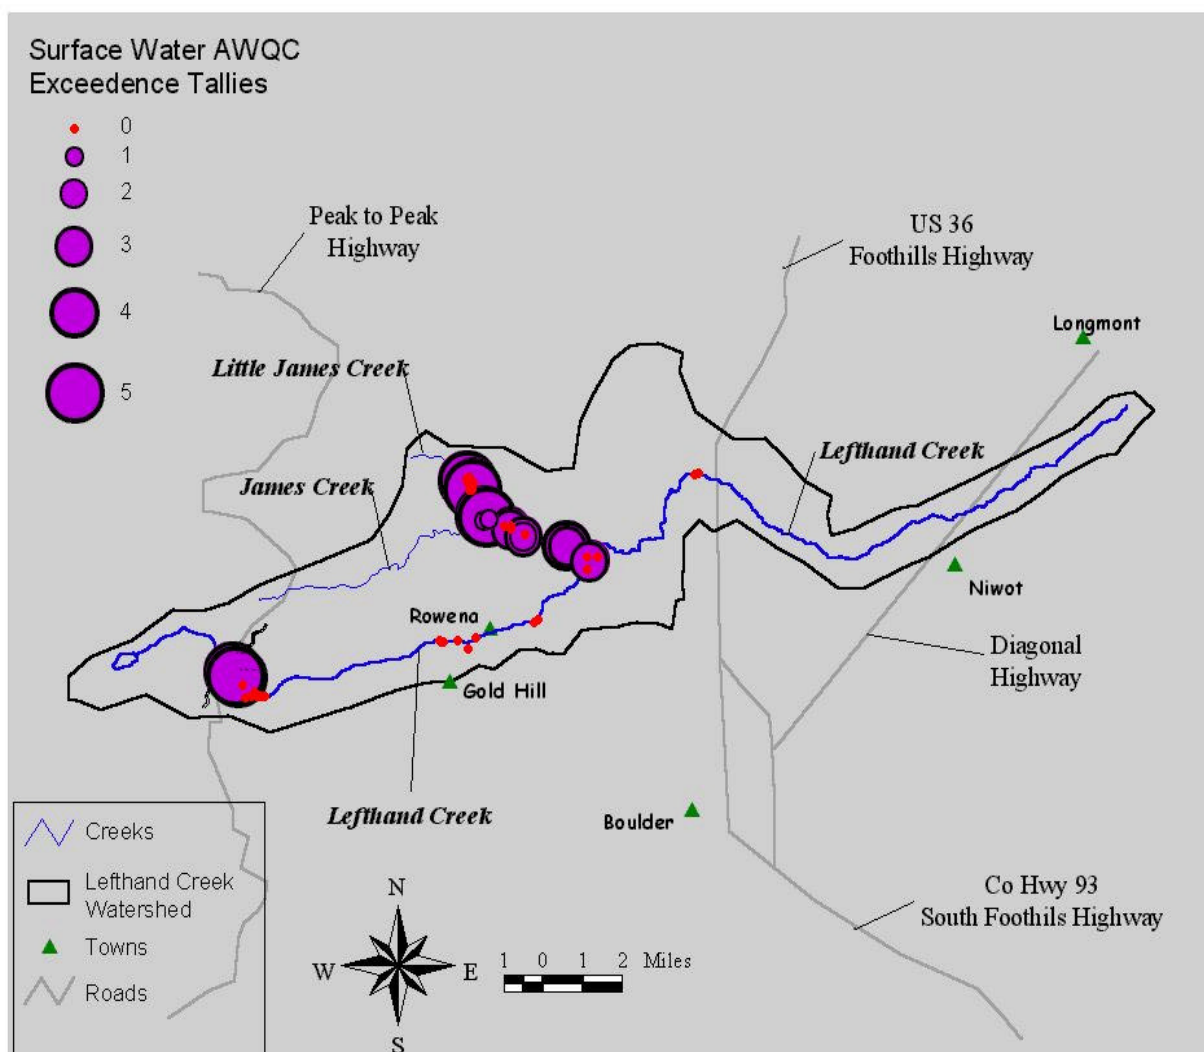 Surface Water AWQC
Exceedence Tallies
0
1
2
3
4
5
Peak to Peak
Highway
US 36
Foothills Highway
Longmont
Little James Creek
James Creek
Lefthand Creek
Rowena
Niwot
Gold Hill
Diagonal
Highway
Lefthand Creek
Boulder
Creeks
Lefthand Creek
Watershed
Towns
Roads
N
W
E
S
1 0 1 2 Miles
Co Hwy 93
South Foothils Highway